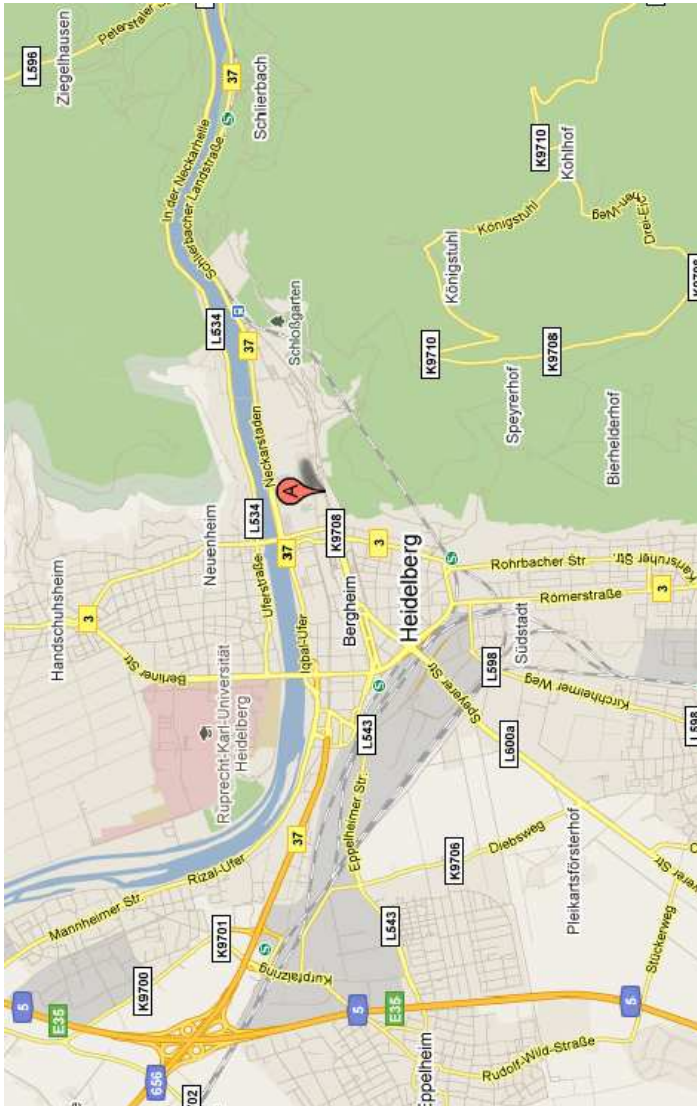 Ziegelhausen
L596
Peterstaler
37
Schlierbach
In der Neckarhelle
Schlierbacher Landstraße
K9710
Kohlhof
Königstuhl
Drei-Eic
hen-Weg
Königstuhl
K9710
K9708
Speyrerhof
Bierhelderhof
L534
37
Schloßgarten
Neckarstaden
A
L534
37
K9708
3
Handschuhsheim
3
Neuenheim
Uferstraße
Bergheim
Heidelberg
Rohrbacher Str
Karlsruher Str.
Römerstraße
3
Südstadt
Berliner Str.
Iqbal-Ufer
Ruprecht-Karl-Universität
Heidelberg
L598
Kirchheimer Weg
L598
Speyerer Str
L600a
L543
Eppelheimer Str.
37
Rizal-Ufer
Mannheimer Str.
K9706
Diebsweg
Pleikartsförsterhof
Speyerer Str
L543
K9701
K9700
Kurpfalzring
Stückerweg
5
E35
5
E35
5
656
Rudolf-Wild-Straße
Eppelheim